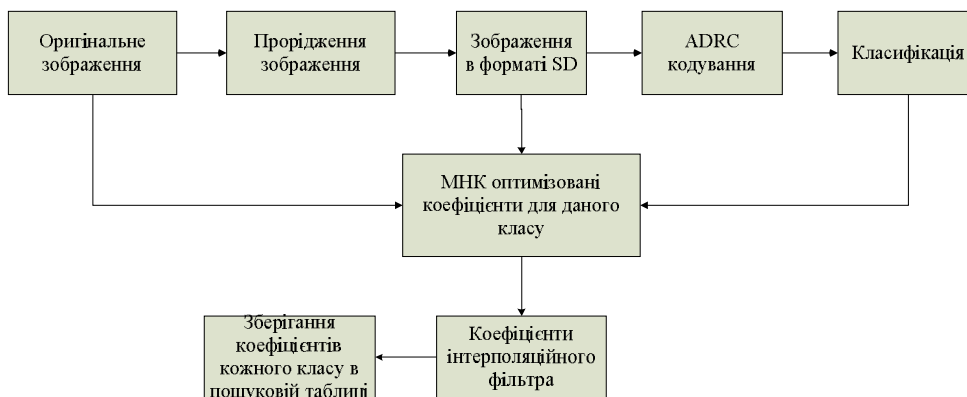 Оригінальне
зображення
Прорідження
зображення
Зображення
в форматі SD
ADRC
кодування
Класифікація
МНК оптимізовані
коефіцієнти для даного
класу
Зберігання
коефіцієнтів
кожного класу в
пошуковій таблиці
Коефіцієнти
інтерполяційного
фільтра